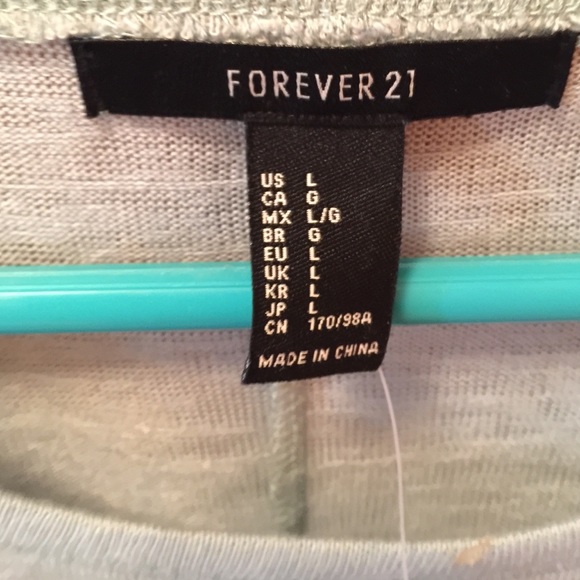 FOREVER 21
US L
CA G
MX L/G
BR G
EU L
UK L
KR L
JP L
CN 170/98A
MADE IN CHINA